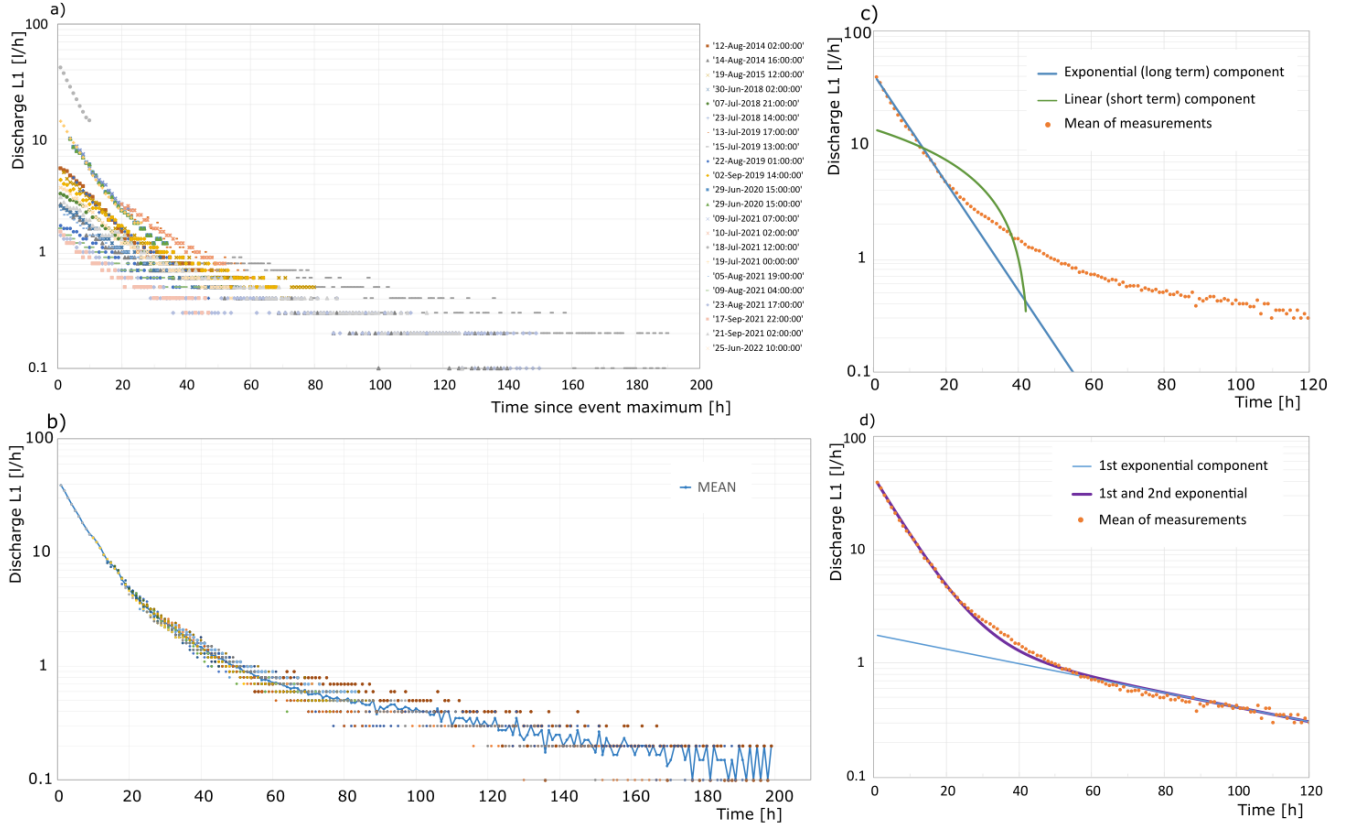 a)
Discharge L1 [l/h]
100
10
1
0.1
0 20 40 60 80 100 120 140 160 180 200
Time since event maximum [h]
'12-Aug-2014 02:00:00'
'14-Aug-2014 16:00:00'
'19-Aug-2015 12:00:00'
'30-Jun-2018 02:00:00'
'07-Jul-2018 21:00:00'
'23-Jul-2018 14:00:00'
'13-Jul-2019 17:00:00'
'15-Jul-2019 13:00:00'
'22-Aug-2019 01:00:00'
'02-Sep-2019 14:00:00'
'29-Jun-2020 15:00:00'
'29-Jun-2020 15:00:00'
'09-Jul-2021 07:00:00'
'10-Jul-2021 02:00:00'
'18-Jul-2021 12:00:00'
'19-Jul-2021 00:00:00'
'05-Aug-2021 19:00:00'
'09-Aug-2021 04:00:00'
'23-Aug-2021 17:00:00'
'17-Sep-2021 22:00:00'
'21-Sep-2021 02:00:00'
'25-Jun-2022 10:00:00'
b)
Discharge L1 [l/h]
100
10
1
0.1
0 20 40 60 80 100 120 140 160 180 200
Time [h]
MEAN
c)
Discharge L1 [l/h]
100
10
1
0.1
0 20 40 60 80 100 120
Time [h]
Exponential (long term) component
Linear (short term) component
Mean of measurements
d)
Discharge L1 [l/h]
100
10
1
0.1
0 20 40 60 80 100 120
Time [h]
1st exponential component
1st and 2nd exponential
Mean of measurements